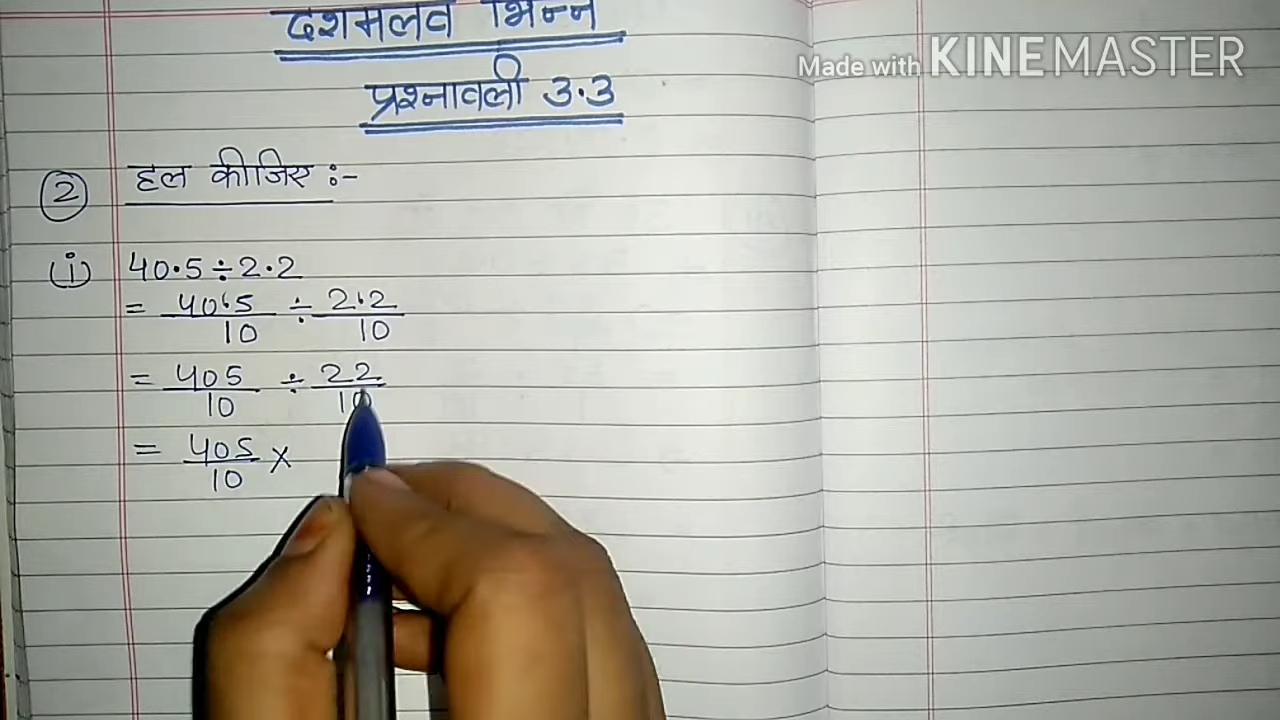 दशमलव भिन्न
Made with KINEMASTER
प्रश्नावली 3.3
② हल कीजिए :-
(i) 40.5 ÷ 2.2
= 40.5/10 ÷ 2.2/10
= 405/10 ÷ 22/10
= 405/10 ×